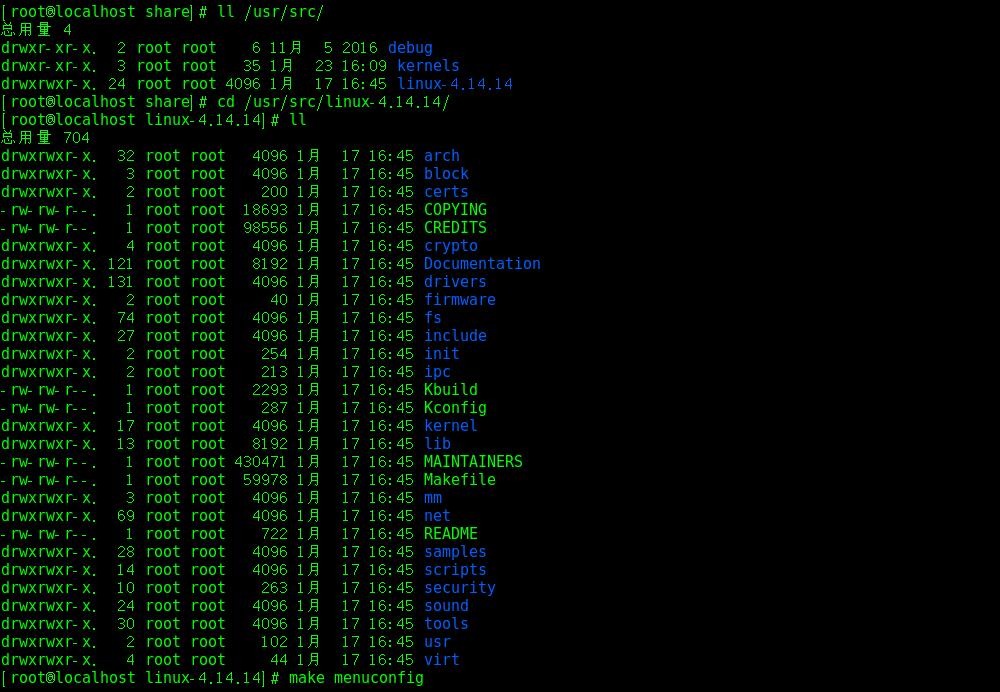 [root@localhost share]# ll /usr/src/
总用量 4
drwxr-xr-x.  2 root root    6 11月  5 2016 debug
drwxr-xr-x.  3 root root   35 1月  23 16:09 kernels
drwxr-xr-x. 24 root root 4096 1月  17 16:45 linux-4.14.14
[root@localhost share]# cd /usr/src/linux-4.14.14/
[root@localhost linux-4.14.14]# ll
总用量 704
drwxrwxr-x.  32 root root   4096 1月  17 16:45 arch
drwxrwxr-x.   3 root root   4096 1月  17 16:45 block
drwxrwxr-x.   2 root root    200 1月  17 16:45 certs
-rw-rw-r--.   1 root root  18693 1月  17 16:45 COPYING
-rw-rw-r--.   1 root root  98556 1月  17 16:45 CREDITS
drwxrwxr-x.   4 root root   4096 1月  17 16:45 crypto
drwxrwxr-x. 121 root root   8192 1月  17 16:45 Documentation
drwxrwxr-x. 131 root root   4096 1月  17 16:45 drivers
drwxrwxr-x.   2 root root     40 1月  17 16:45 firmware
drwxrwxr-x.  74 root root   4096 1月  17 16:45 fs
drwxrwxr-x.  27 root root   4096 1月  17 16:45 include
drwxrwxr-x.   2 root root    254 1月  17 16:45 init
drwxrwxr-x.   2 root root    213 1月  17 16:45 ipc
-rw-rw-r--.   1 root root   2293 1月  17 16:45 Kbuild
-rw-rw-r--.   1 root root    287 1月  17 16:45 Kconfig
drwxrwxr-x.  17 root root   4096 1月  17 16:45 kernel
drwxrwxr-x.  13 root root   8192 1月  17 16:45 lib
-rw-rw-r--.   1 root root 430471 1月  17 16:45 MAINTAINERS
-rw-rw-r--.   1 root root  59978 1月  17 16:45 Makefile
drwxrwxr-x.   3 root root   4096 1月  17 16:45 mm
drwxrwxr-x.  69 root root   4096 1月  17 16:45 net
-rw-rw-r--.   1 root root    722 1月  17 16:45 README
drwxrwxr-x.  28 root root   4096 1月  17 16:45 samples
drwxrwxr-x.  14 root root   4096 1月  17 16:45 scripts
drwxrwxr-x.  10 root root    263 1月  17 16:45 security
drwxrwxr-x.  24 root root   4096 1月  17 16:45 sound
drwxrwxr-x.  30 root root   4096 1月  17 16:45 tools
drwxrwxr-x.   2 root root    102 1月  17 16:45 usr
drwxrwxr-x.   4 root root     44 1月  17 16:45 virt
[root@localhost linux-4.14.14]# make menuconfig